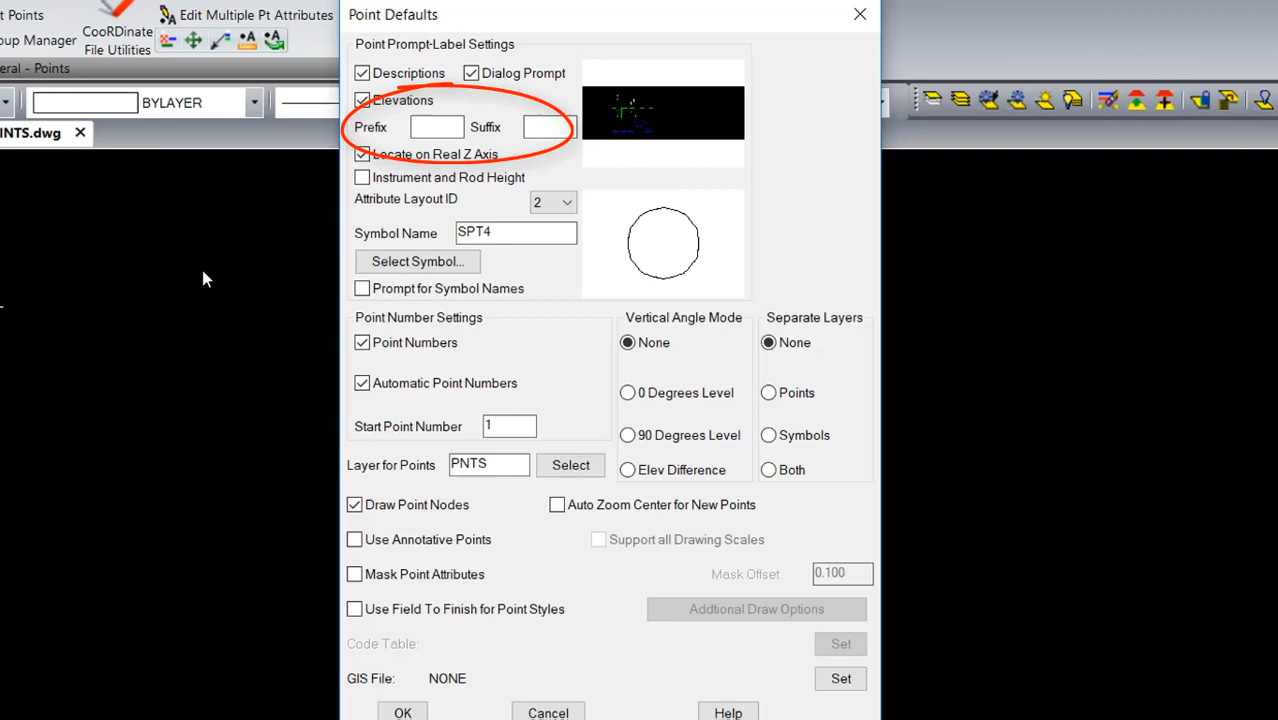 t Points
Edit Multiple Pt Attributes
oup Manager
CooRDinate
File Utilities
eral - Points
BYLAYER
INTS.dwg
Point Defaults
Point Prompt-Label Settings
Descriptions Dialog Prompt
Elevations
Prefix Suffix
Locate on Real Z Axis
Instrument and Rod Height
Attribute Layout ID 2
Symbol Name SPT4
Select Symbol...
Prompt for Symbol Names
Point Number Settings Vertical Angle Mode Separate Layers
Point Numbers None None
Automatic Point Numbers 0 Degrees Level Points
Start Point Number 1 90 Degrees Level Symbols
Layer for Points PNTS Select Elev Difference Both
Draw Point Nodes Auto Zoom Center for New Points
Use Annotative Points Support all Drawing Scales
Mask Point Attributes Mask Offset 0.100
Use Field To Finish for Point Styles Addtional Draw Options
Code Table: Set
GIS File: NONE Set
OK Cancel Help